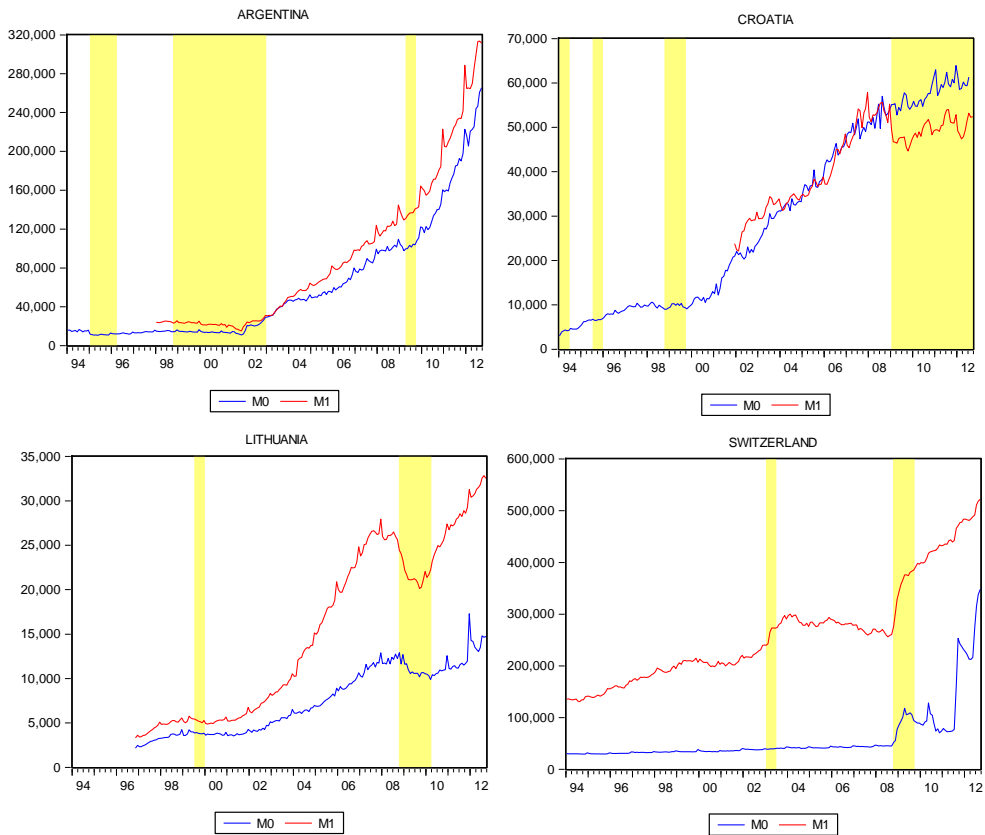 ARGENTINA
320,000
280,000
240,000
200,000
160,000
120,000
80,000
40,000
0
94 96 98 00 02 04 06 08 10 12
M0 M1
CROATIA
70,000
60,000
50,000
40,000
30,000
20,000
10,000
0
94 96 98 00 02 04 06 08 10 12
M0 M1
LITHUANIA
35,000
30,000
25,000
20,000
15,000
10,000
5,000
0
94 96 98 00 02 04 06 08 10 12
M0 M1
SWITZERLAND
600,000
500,000
400,000
300,000
200,000
100,000
0
94 96 98 00 02 04 06 08 10 12
M0 M1